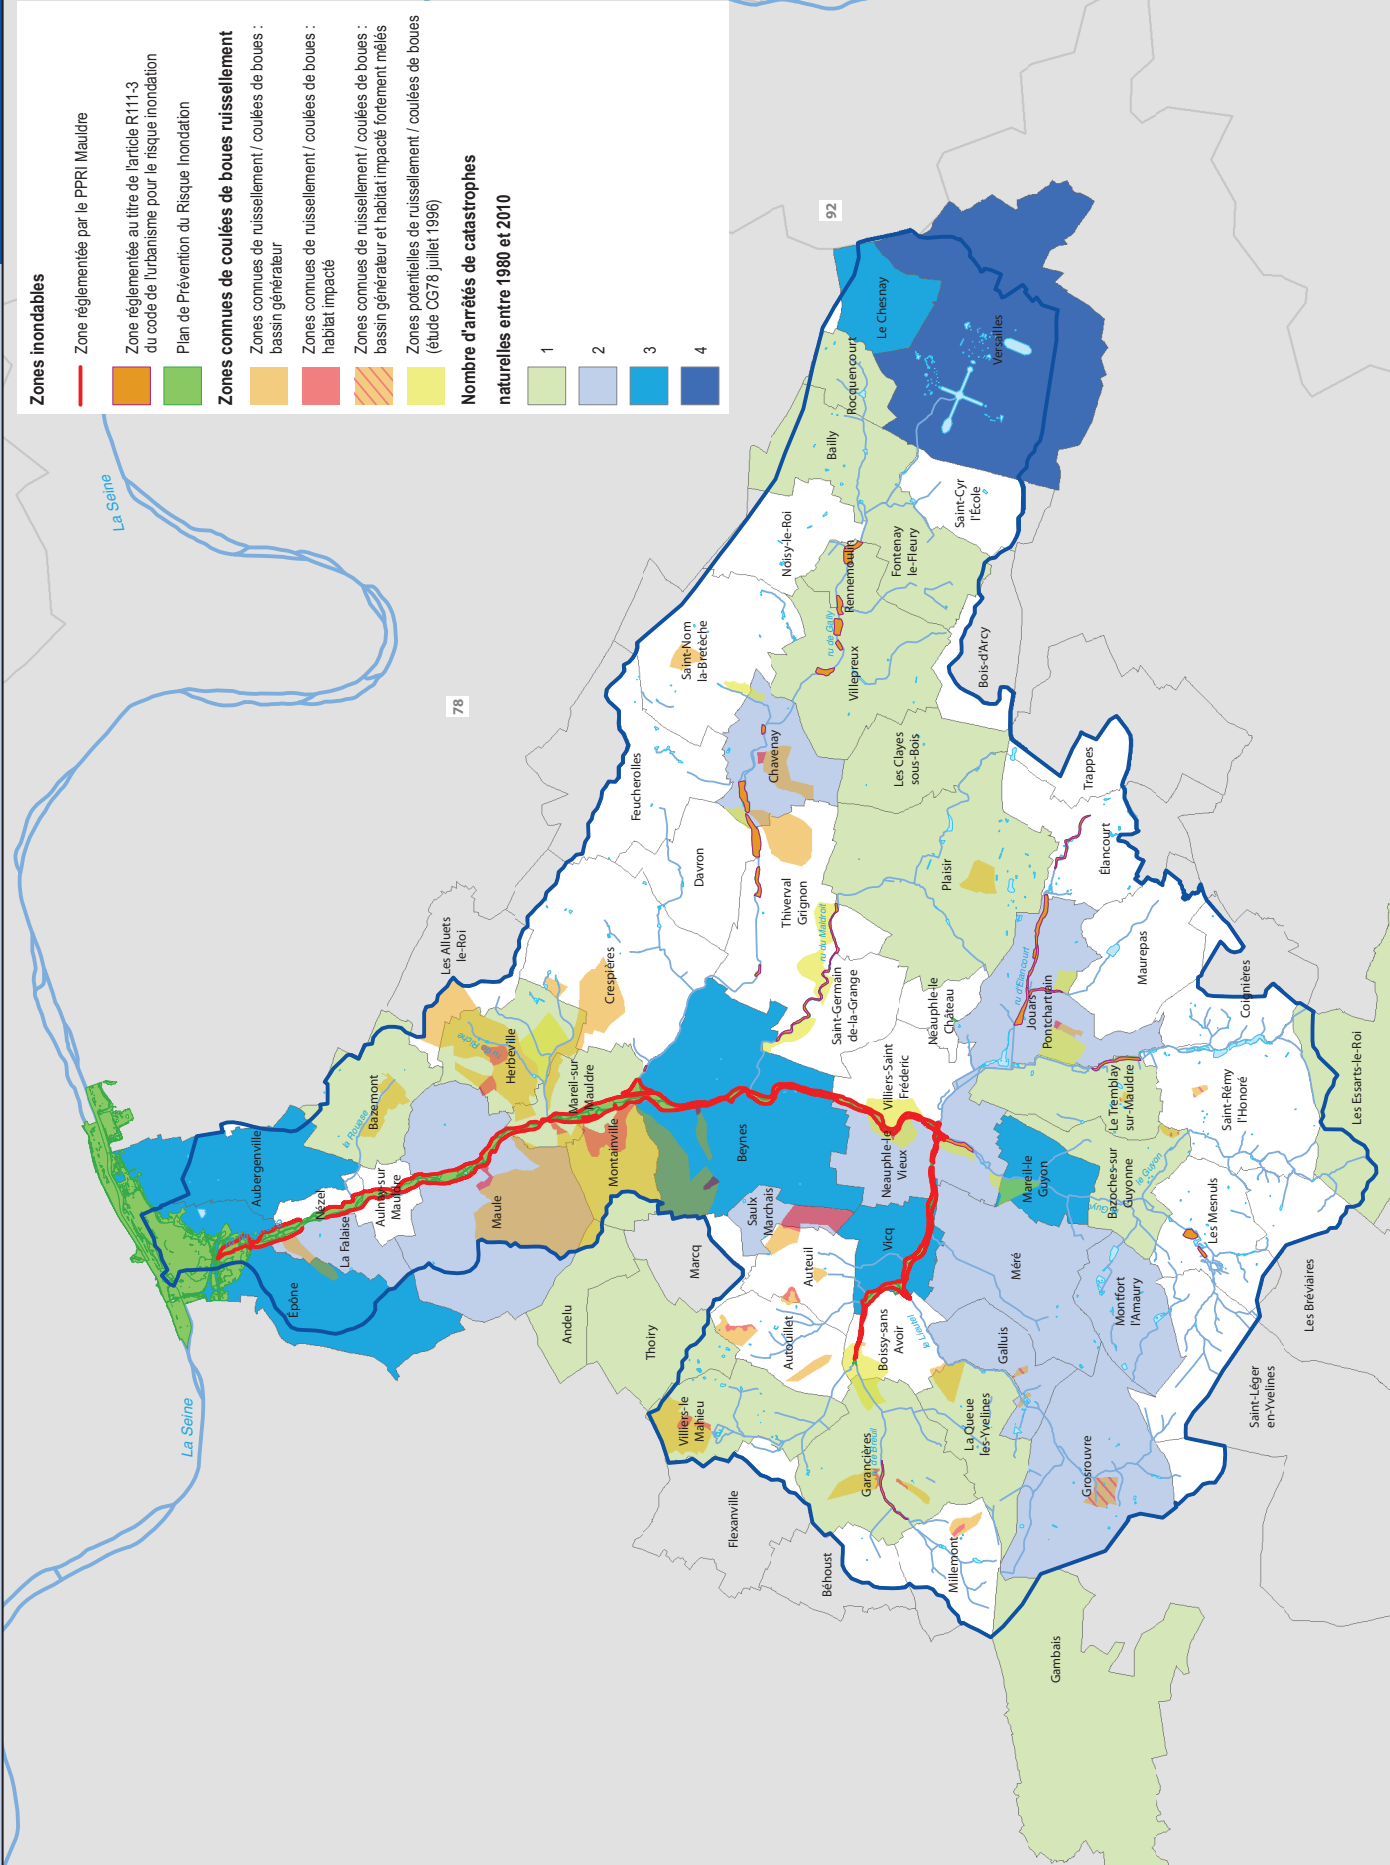 Zones inondables
Zone réglementée par le PPRI Mauldre
Zone réglementée au titre de l'article R111-3
du code de l'urbanisme pour le risque inondation
Plan de Prévention du Risque Inondation
Zones connues de coulées de boues ruissellement
Zones connues de ruissellement / coulées de boues :
bassin générateur
Zones connues de ruissellement / coulées de boues :
habitat impacté
Zones connues de ruissellement / coulées de boues :
bassin générateur et habitat impacté fortement mêlés
Zones potentielles de ruissellement / coulées de boues
(étude CG78 juillet 1996)
Nombre d'arrêtés de catastrophes
naturelles entre 1980 et 2010
1
2
3
4
La Seine
La Seine
78
92
Le Chesnay
Versailles
Rocquencourt
Bailly
Noisy-le-Roi
Saint-Cyr
l'École
Fontenay
le-Fleury
Rennemoulin
ru de Gally
Villepreux
Bois-d'Arcy
Saint-Nom
la-Bretèche
Chavenay
Les Clayes
sous-Bois
Feucherolles
Trappes
Davron
Plaisir
Élancourt
Thiverval
Grignon
ru du Maldroit
Les Alluets
le-Roi
Crespières
Saint-Germain
de-la-Grange
Neauphle-le
Château
ru d'Elancourt
Jouars
Pontchartrain
Maurepas
Coignières
Herbeville
ru Riche
Mareil-sur
Mauldre
Villiers-Saint
Fréderic
Le Tremblay
sur-Mauldre
Saint-Rémy
l'Honoré
Les Essarts-le-Roi
Bazemont
la Rouase
Aubergenville
Nézel
Aulnay-sur
Mauldre
La Falaise
Maule
Montainville
Beynes
Neauphle-le
Vieux
Mareil-le
Guyon
Bazoches-sur
Guyonne
le Guyon
Les Mesnuls
Saulx
Marchais
Vicq
Marcq
Auteuil
Méré
Montfort
l'Amaury
Les Bréviaires
Épône
Andelu
Thoiry
Autouillet
Boissy-sans
Avoir
le Lieutel
Galluis
Saint-Léger
en-Yvelines
Villiers-le
Mahieu
Garancières
ru de Breuil
La Queue
les-Yvelines
Grosrouvre
Flexanville
Béhoust
Millemont
Gambais